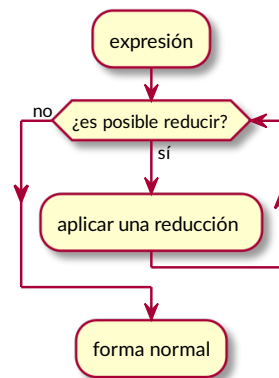 expresión
no
¿es posible reducir?
sí
aplicar una reducción
forma normal